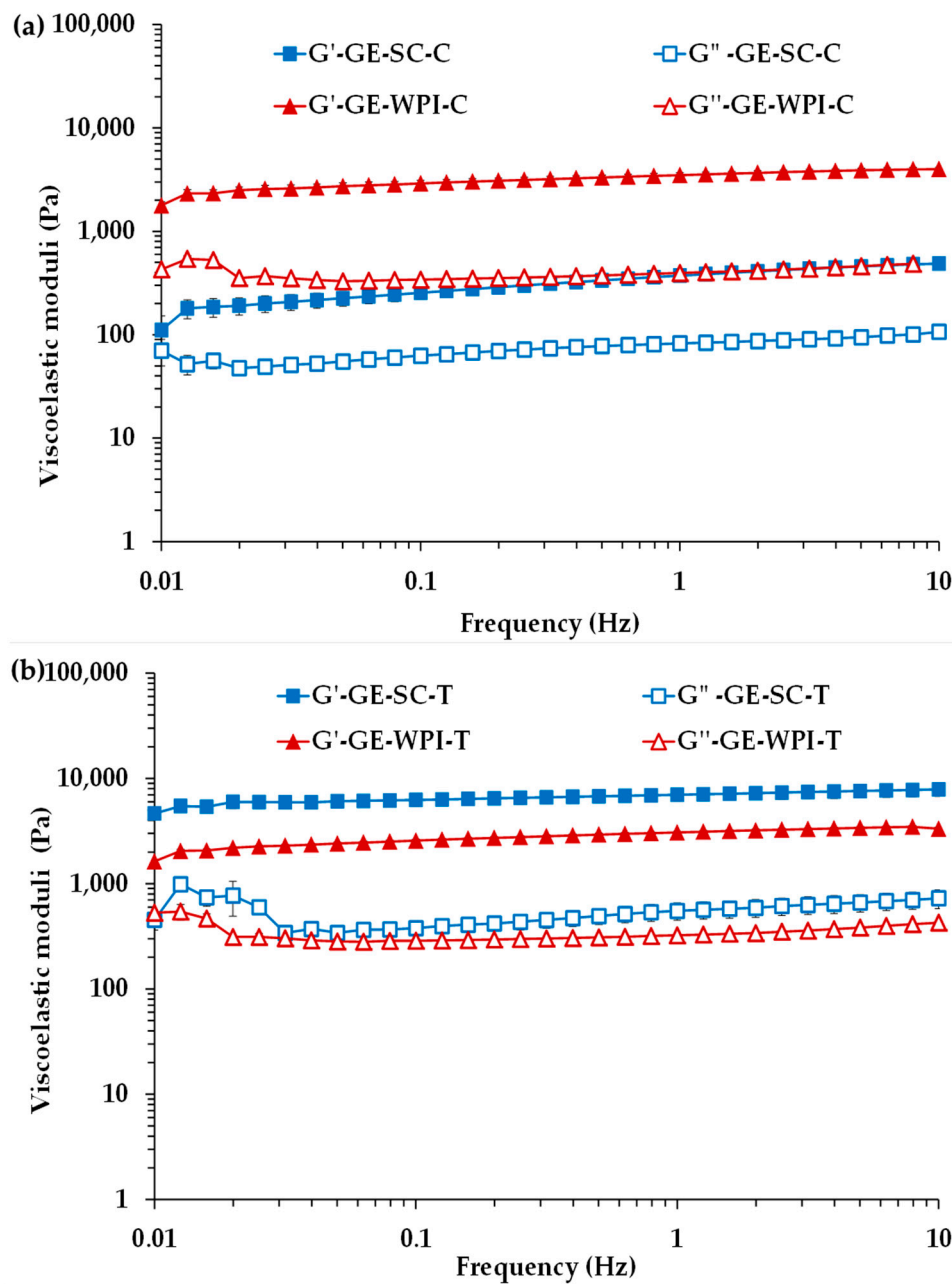 (a)
100,000
G'-GE-SC-C
G" -GE-SC-C
G'-GE-WPI-C
G''-GE-WPI-C
10,000
1,000
100
10
1
Viscoelastic moduli (Pa)
0.01
0.1
1
10
Frequency (Hz)
(b)
100,000
G'-GE-SC-T
G" -GE-SC-T
G'-GE-WPI-T
G''-GE-WPI-T
10,000
1,000
100
10
1
Viscoelastic moduli (Pa)
0.01
0.1
1
10
Frequency (Hz)